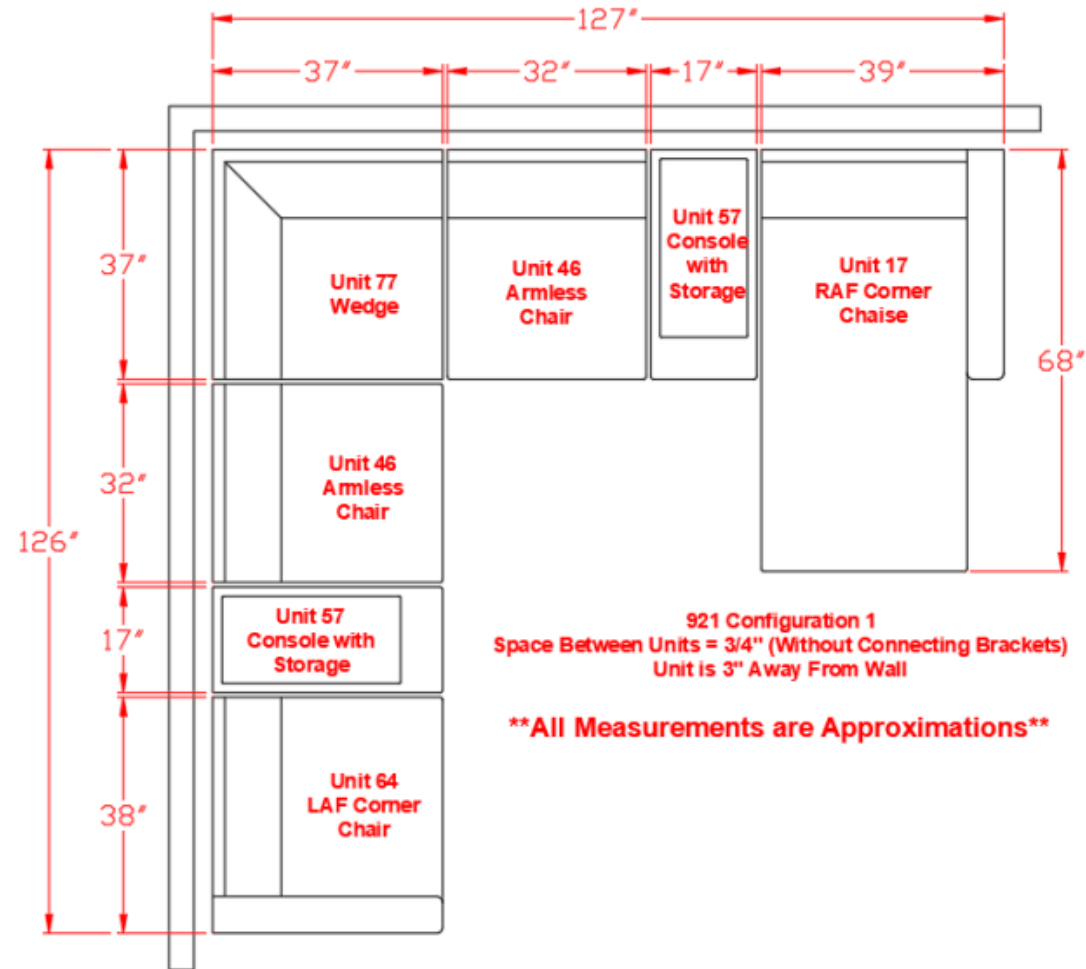 127"
37"
32"
17"
39"
37"
32"
17"
38"
126"
68"
Unit 77
Wedge
Unit 46
Armless
Chair
Unit 57
Console
with
Storage
Unit 17
RAF Corner
Chaise
Unit 46
Armless
Chair
Unit 57
Console with
Storage
Unit 64
LAF Corner
Chair
921 Configuration 1
Space Between Units = 3/4" (Without Connecting Brackets)
Unit is 3" Away From Wall
**All Measurements are Approximations**